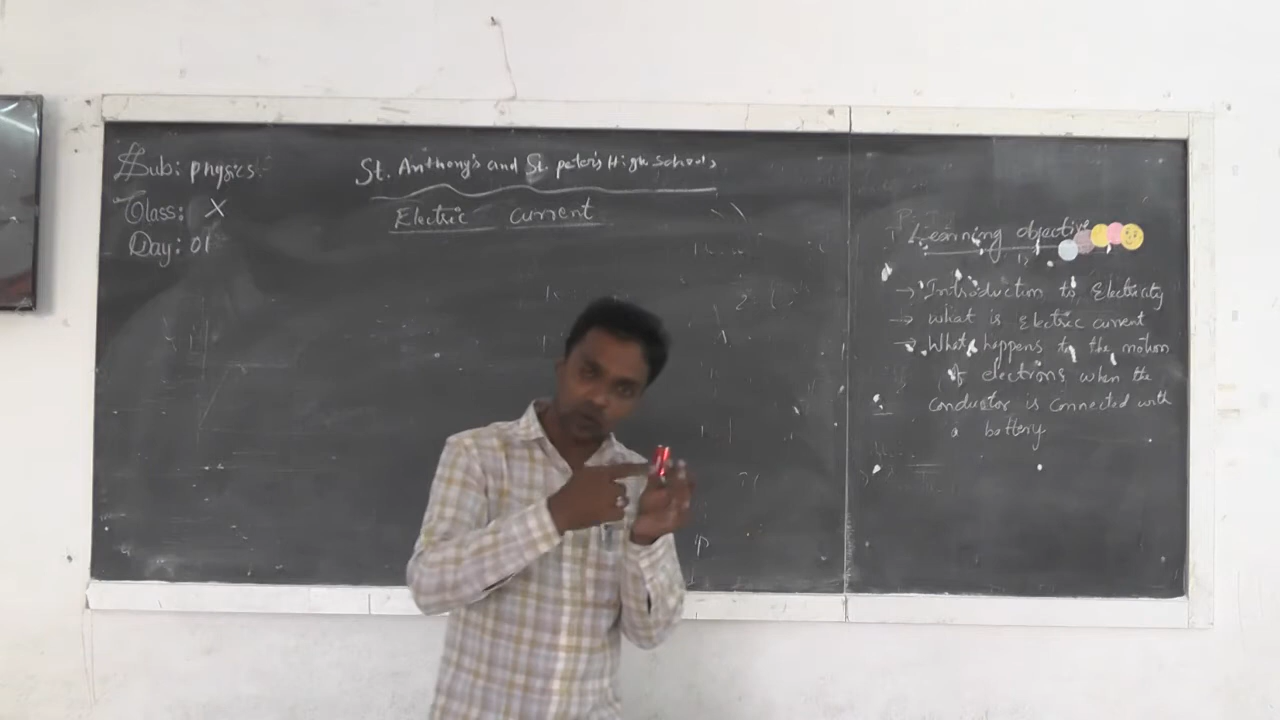 Sub: physics
Class: X
Day: 01
St. Anthony's and St. peter's High Schools
Electric current
Learning objective
→ Introduction to Electricity
→ what is Electric current
→ What happens to the motion
of electrons when the
conductor is connected with
a battery